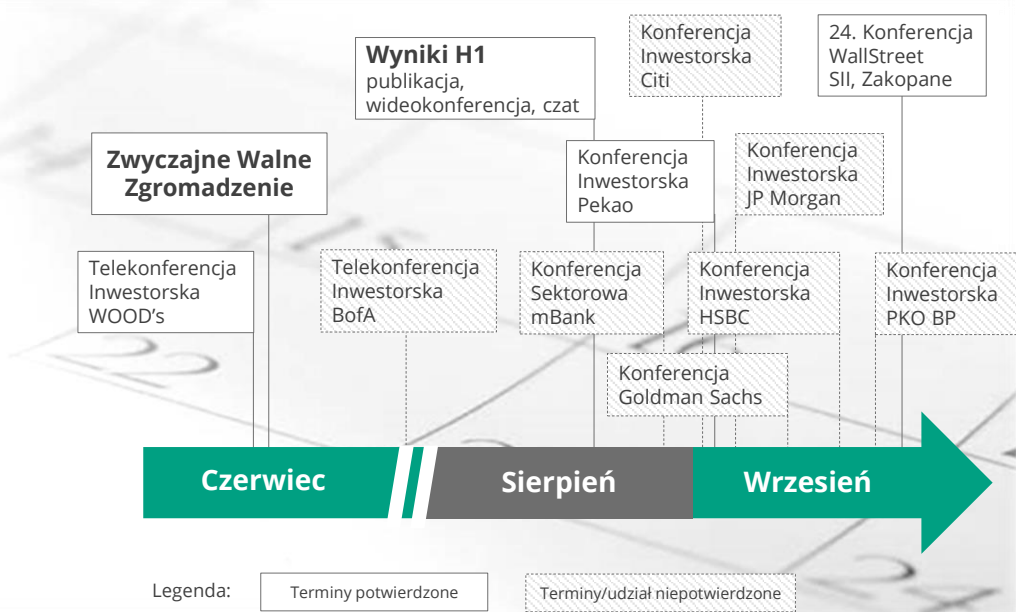 Konferencja
Inwestorska
Citi
24. Konferencja
WallStreet
SII, Zakopane
Wyniki H1
publikacja,
wideokonferencja, czat
Zwyczajne Walne
Zgromadzenie
Konferencja
Inwestorska
Pekao
Konferencja
Inwestorska
JP Morgan
Telekonferencja
Inwestorska
WOOD’s
Telekonferencja
Inwestorska
BofA
Konferencja
Sektorowa
mBank
Konferencja
Inwestorska
HSBC
Konferencja
Inwestorska
PKO BP
Konferencja
Goldman Sachs
22
Czerwiec
Sierpień
Wrzesień
Legenda:
Terminy potwierdzone
Terminy/udział niepotwierdzone